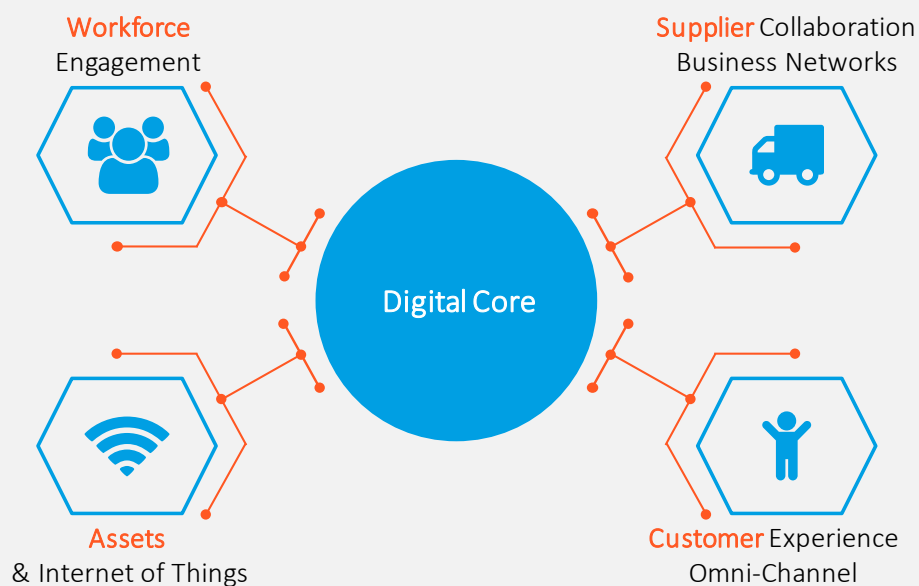 Workforce
Engagement
Supplier Collaboration
Business Networks
Digital Core
Assets
& Internet of Things
Customer Experience
Omni-Channel